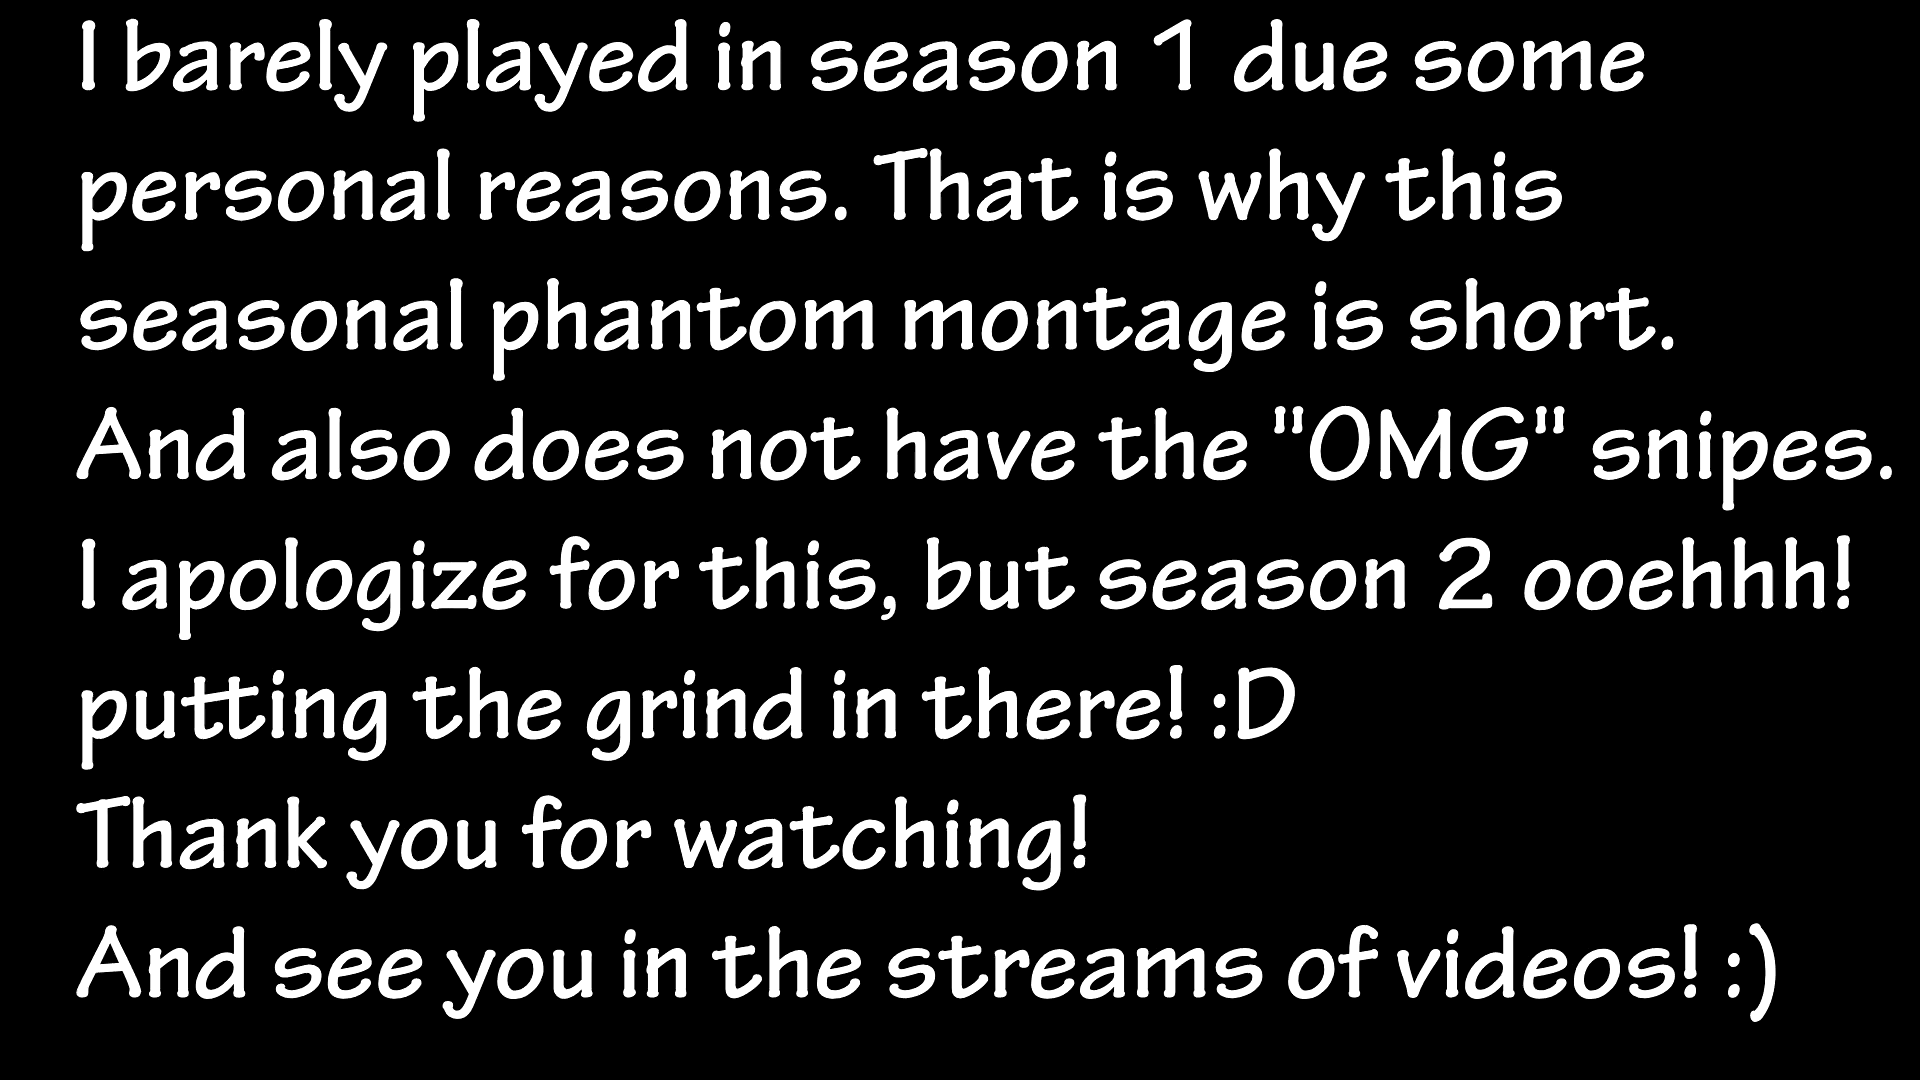 I barely played in season 1 due some
personal reasons. That is why this
seasonal phantom montage is short.
And also does not have the "OMG" snipes.
I apologize for this, but season 2 ooehhh!
putting the grind in there! :D
Thank you for watching!
And see you in the streams of videos! :)